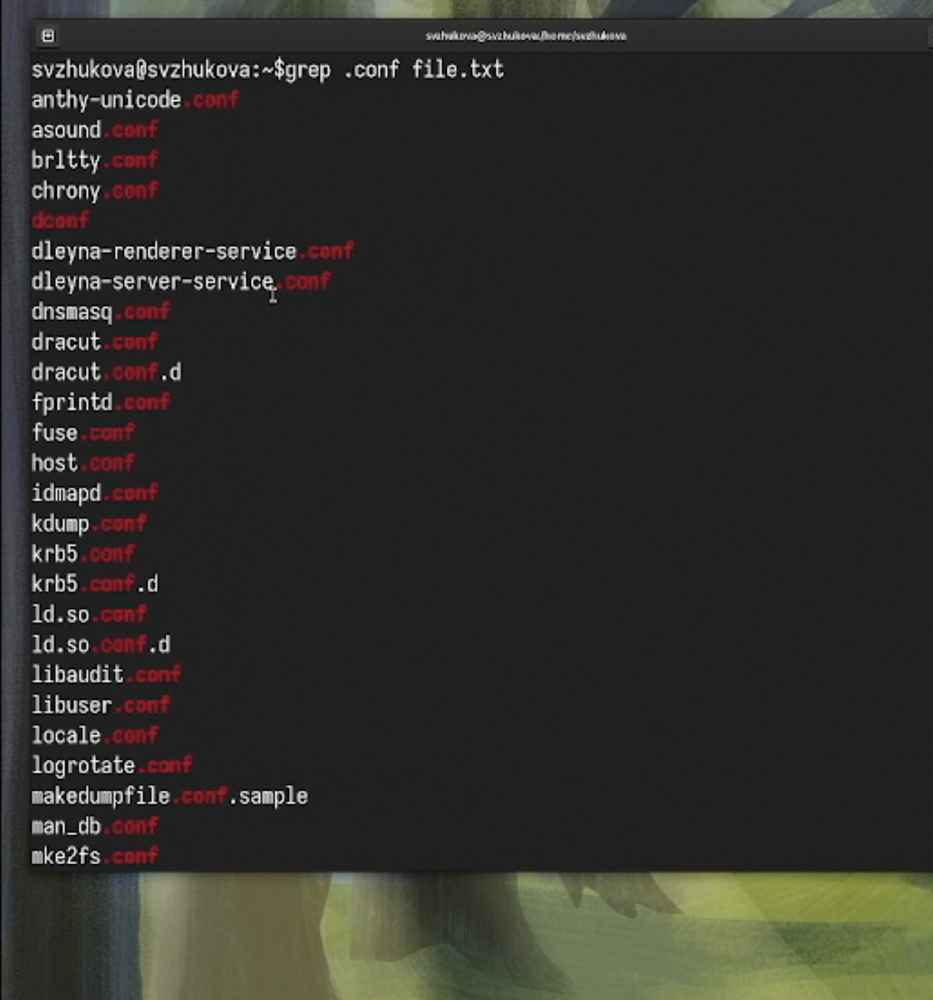 svzhukova@svzhukova:/home/svzhukova
svzhukova@svzhukova:~$grep .conf file.txt
anthy-unicode.conf
asound.conf
brltty.conf
chrony.conf
dconf
dleyna-renderer-service.conf
dleyna-server-service.conf
dnsmasq.conf
dracut.conf
dracut.conf.d
fprintd.conf
fuse.conf
host.conf
idmapd.conf
kdump.conf
krb5.conf
krb5.conf.d
ld.so.conf
ld.so.conf.d
libaudit.conf
libuser.conf
locale.conf
logrotate.conf
makedumpfile.conf.sample
man_db.conf
mke2fs.conf